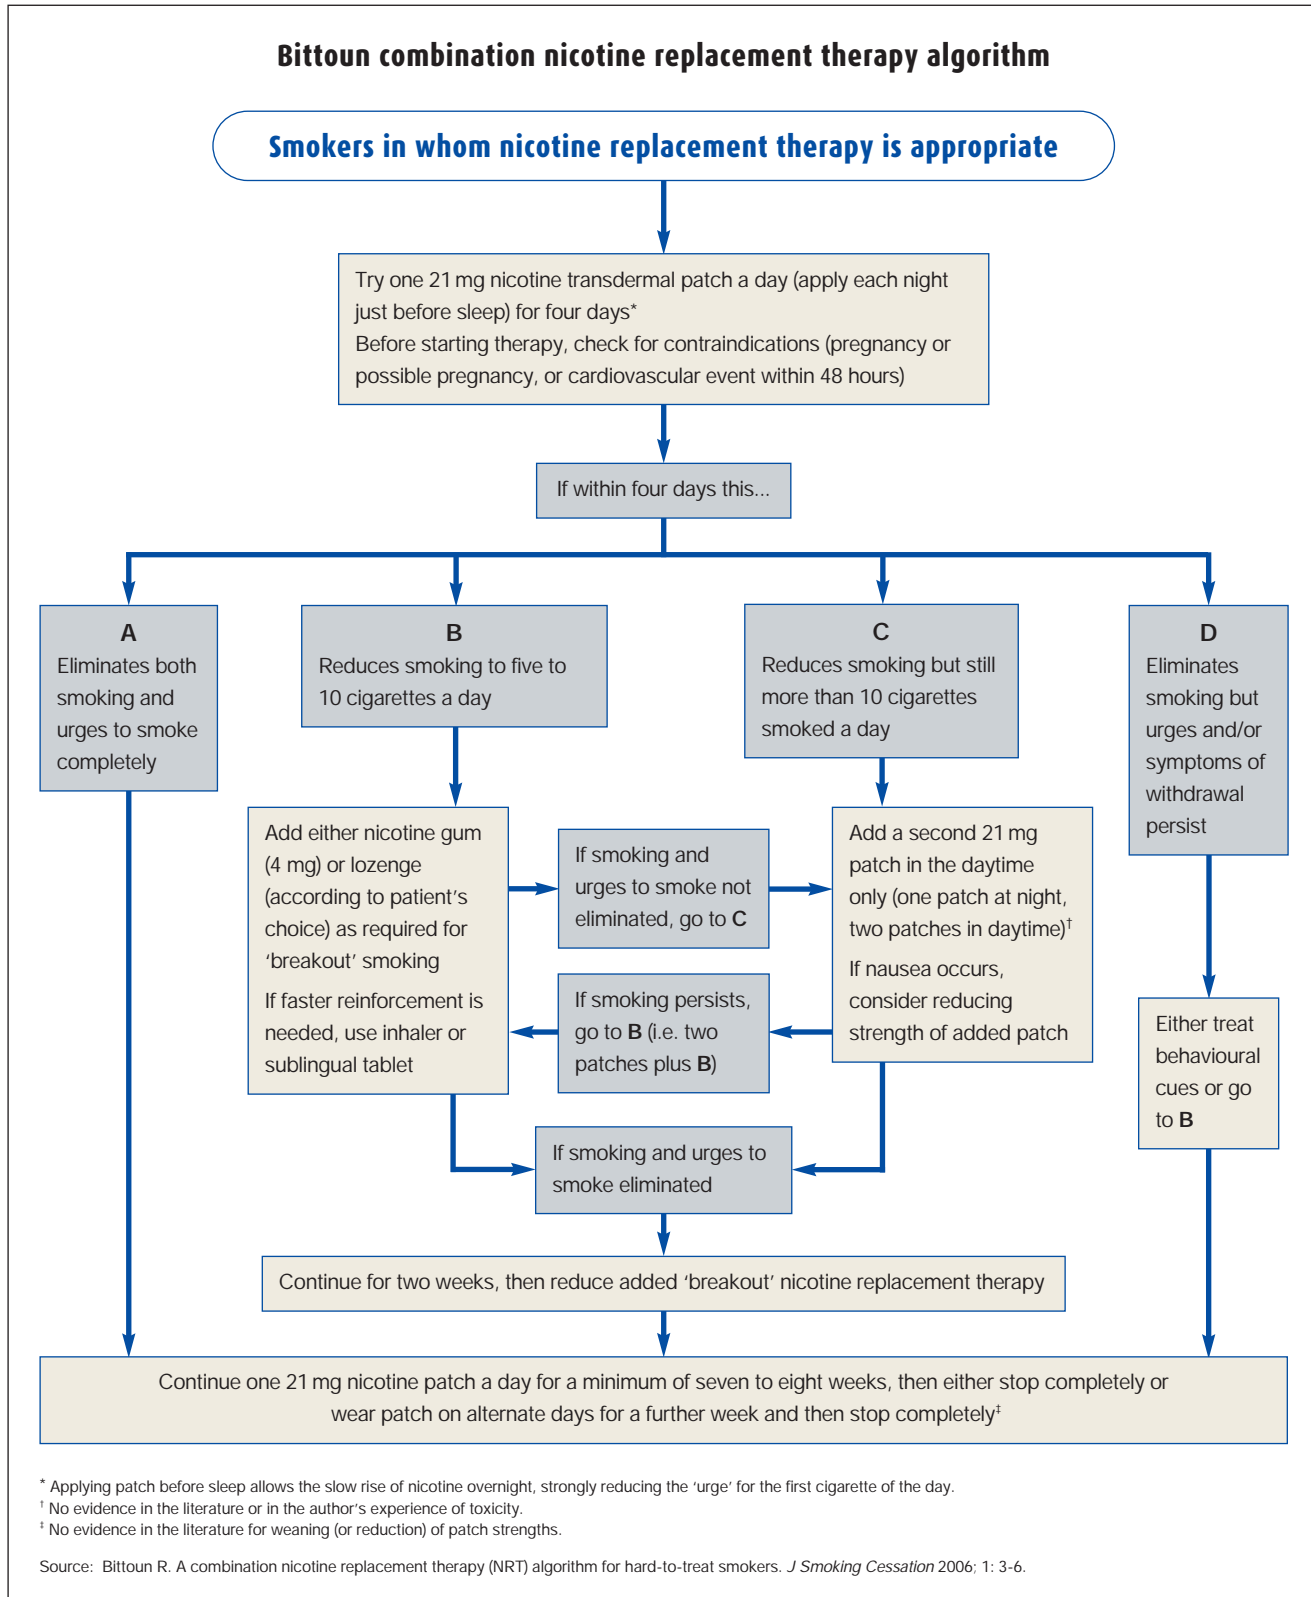 Bittoun combination nicotine replacement therapy algorithm
Smokers in whom nicotine replacement therapy is appropriate
Try one 21 mg nicotine transdermal patch a day (apply each night
just before sleep) for four days*
Before starting therapy, check for contraindications (pregnancy or
possible pregnancy, or cardiovascular event within 48 hours)
If within four days this...
A
Eliminates both
smoking and
urges to smoke
completely
B
Reduces smoking to five to
10 cigarettes a day
C
Reduces smoking but still
more than 10 cigarettes
smoked a day
D
Eliminates
smoking but
urges and/or
symptoms of
withdrawal
persist
Add either nicotine gum
(4 mg) or lozenge
(according to patient's
choice) as required for
'breakout' smoking
If faster reinforcement is
needed, use inhaler or
sublingual tablet
If smoking and
urges to smoke not
eliminated, go to C
If smoking persists,
go to B (i.e. two
patches plus B)
Add a second 21 mg
patch in the daytime
only (one patch at night,
two patches in daytime)†
If nausea occurs,
consider reducing
strength of added patch
Either treat
behavioural
cues or go
to B
If smoking and urges to
smoke eliminated
Continue for two weeks, then reduce added 'breakout' nicotine replacement therapy
Continue one 21 mg nicotine patch a day for a minimum of seven to eight weeks, then either stop completely or
wear patch on alternate days for a further week and then stop completely‡
* Applying patch before sleep allows the slow rise of nicotine overnight, strongly reducing the 'urge' for the first cigarette of the day.
† No evidence in the literature or in the author's experience of toxicity.
‡ No evidence in the literature for weaning (or reduction) of patch strengths.
Source: Bittoun R. A combination nicotine replacement therapy (NRT) algorithm for hard-to-treat smokers. J Smoking Cessation 2006; 1: 3-6.